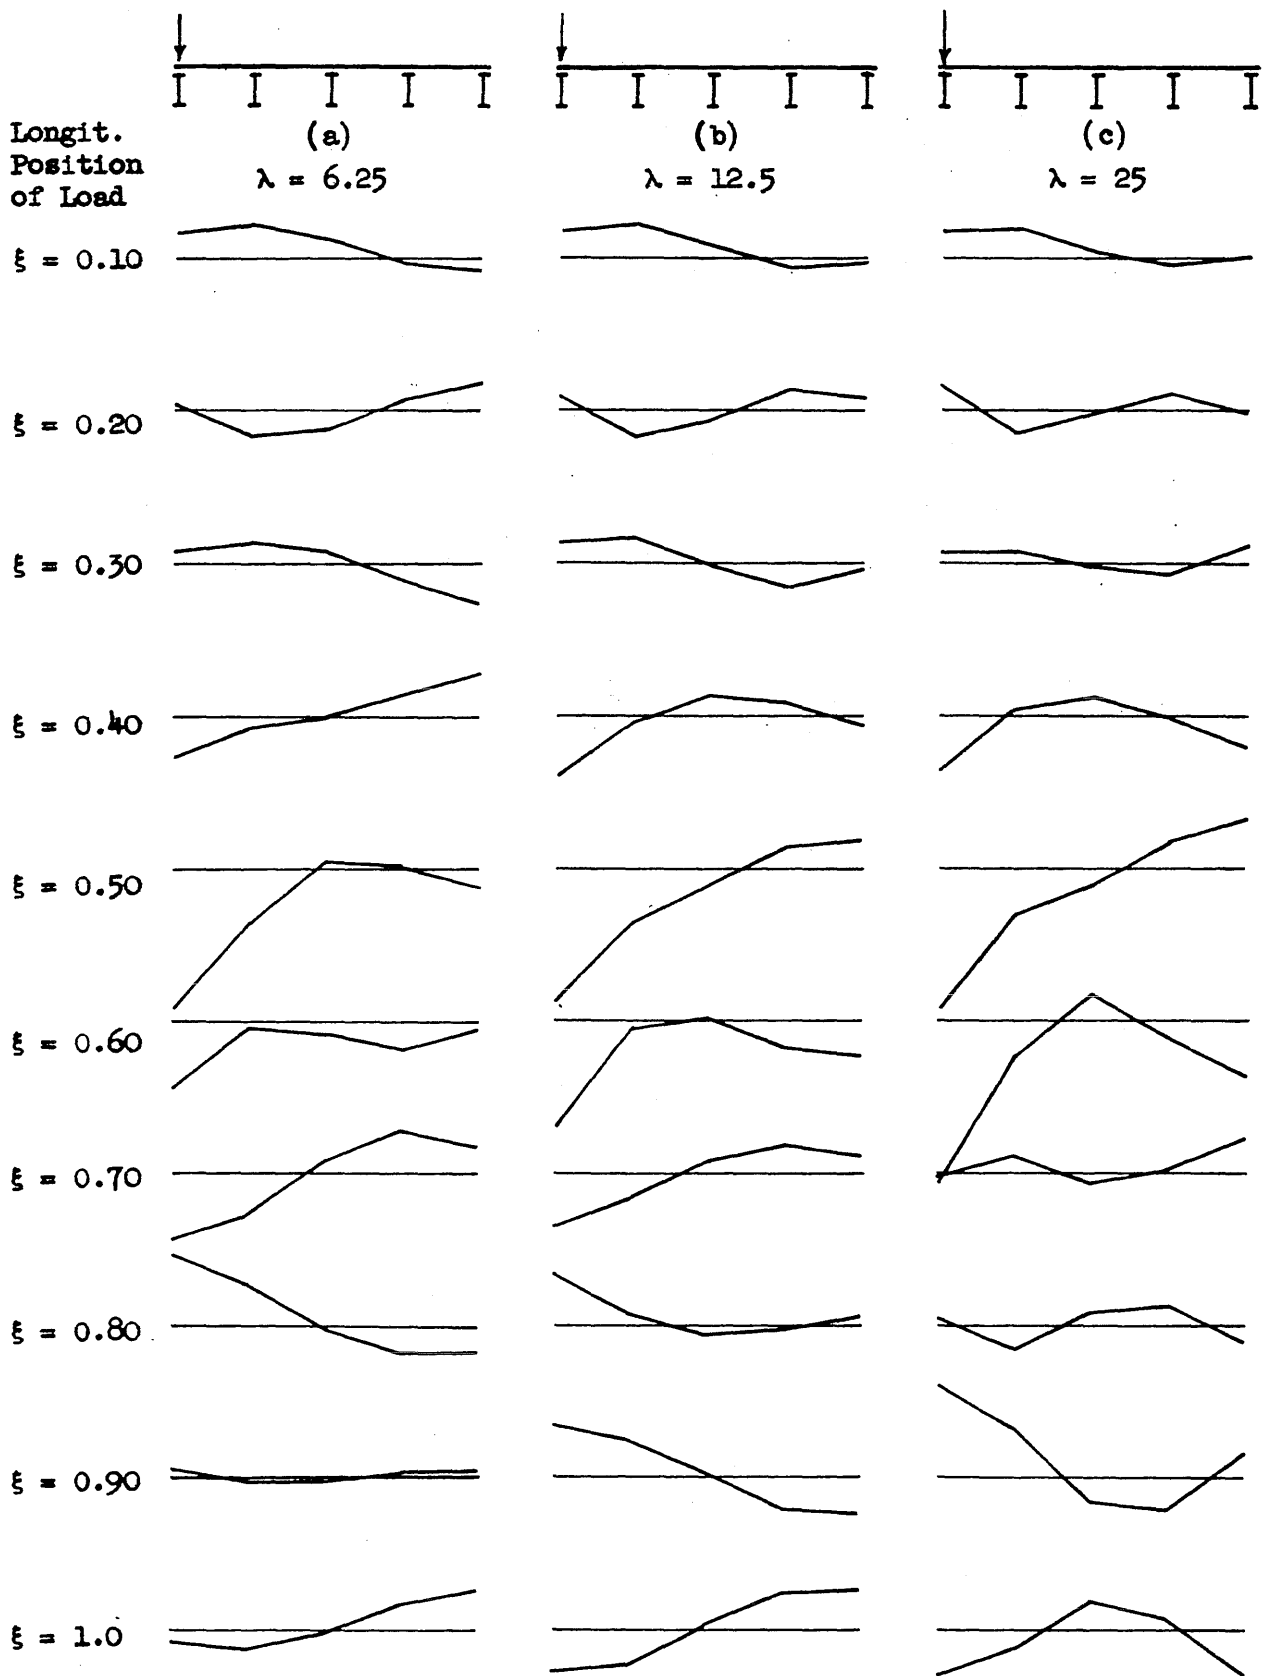 (a) (b) (c)
Longit.
Position
of Load
λ = 6.25 λ = 12.5 λ = 25
ξ = 0.10
ξ = 0.20
ξ = 0.30
ξ = 0.40
ξ = 0.50
ξ = 0.60
ξ = 0.70
ξ = 0.80
ξ = 0.90
ξ = 1.0